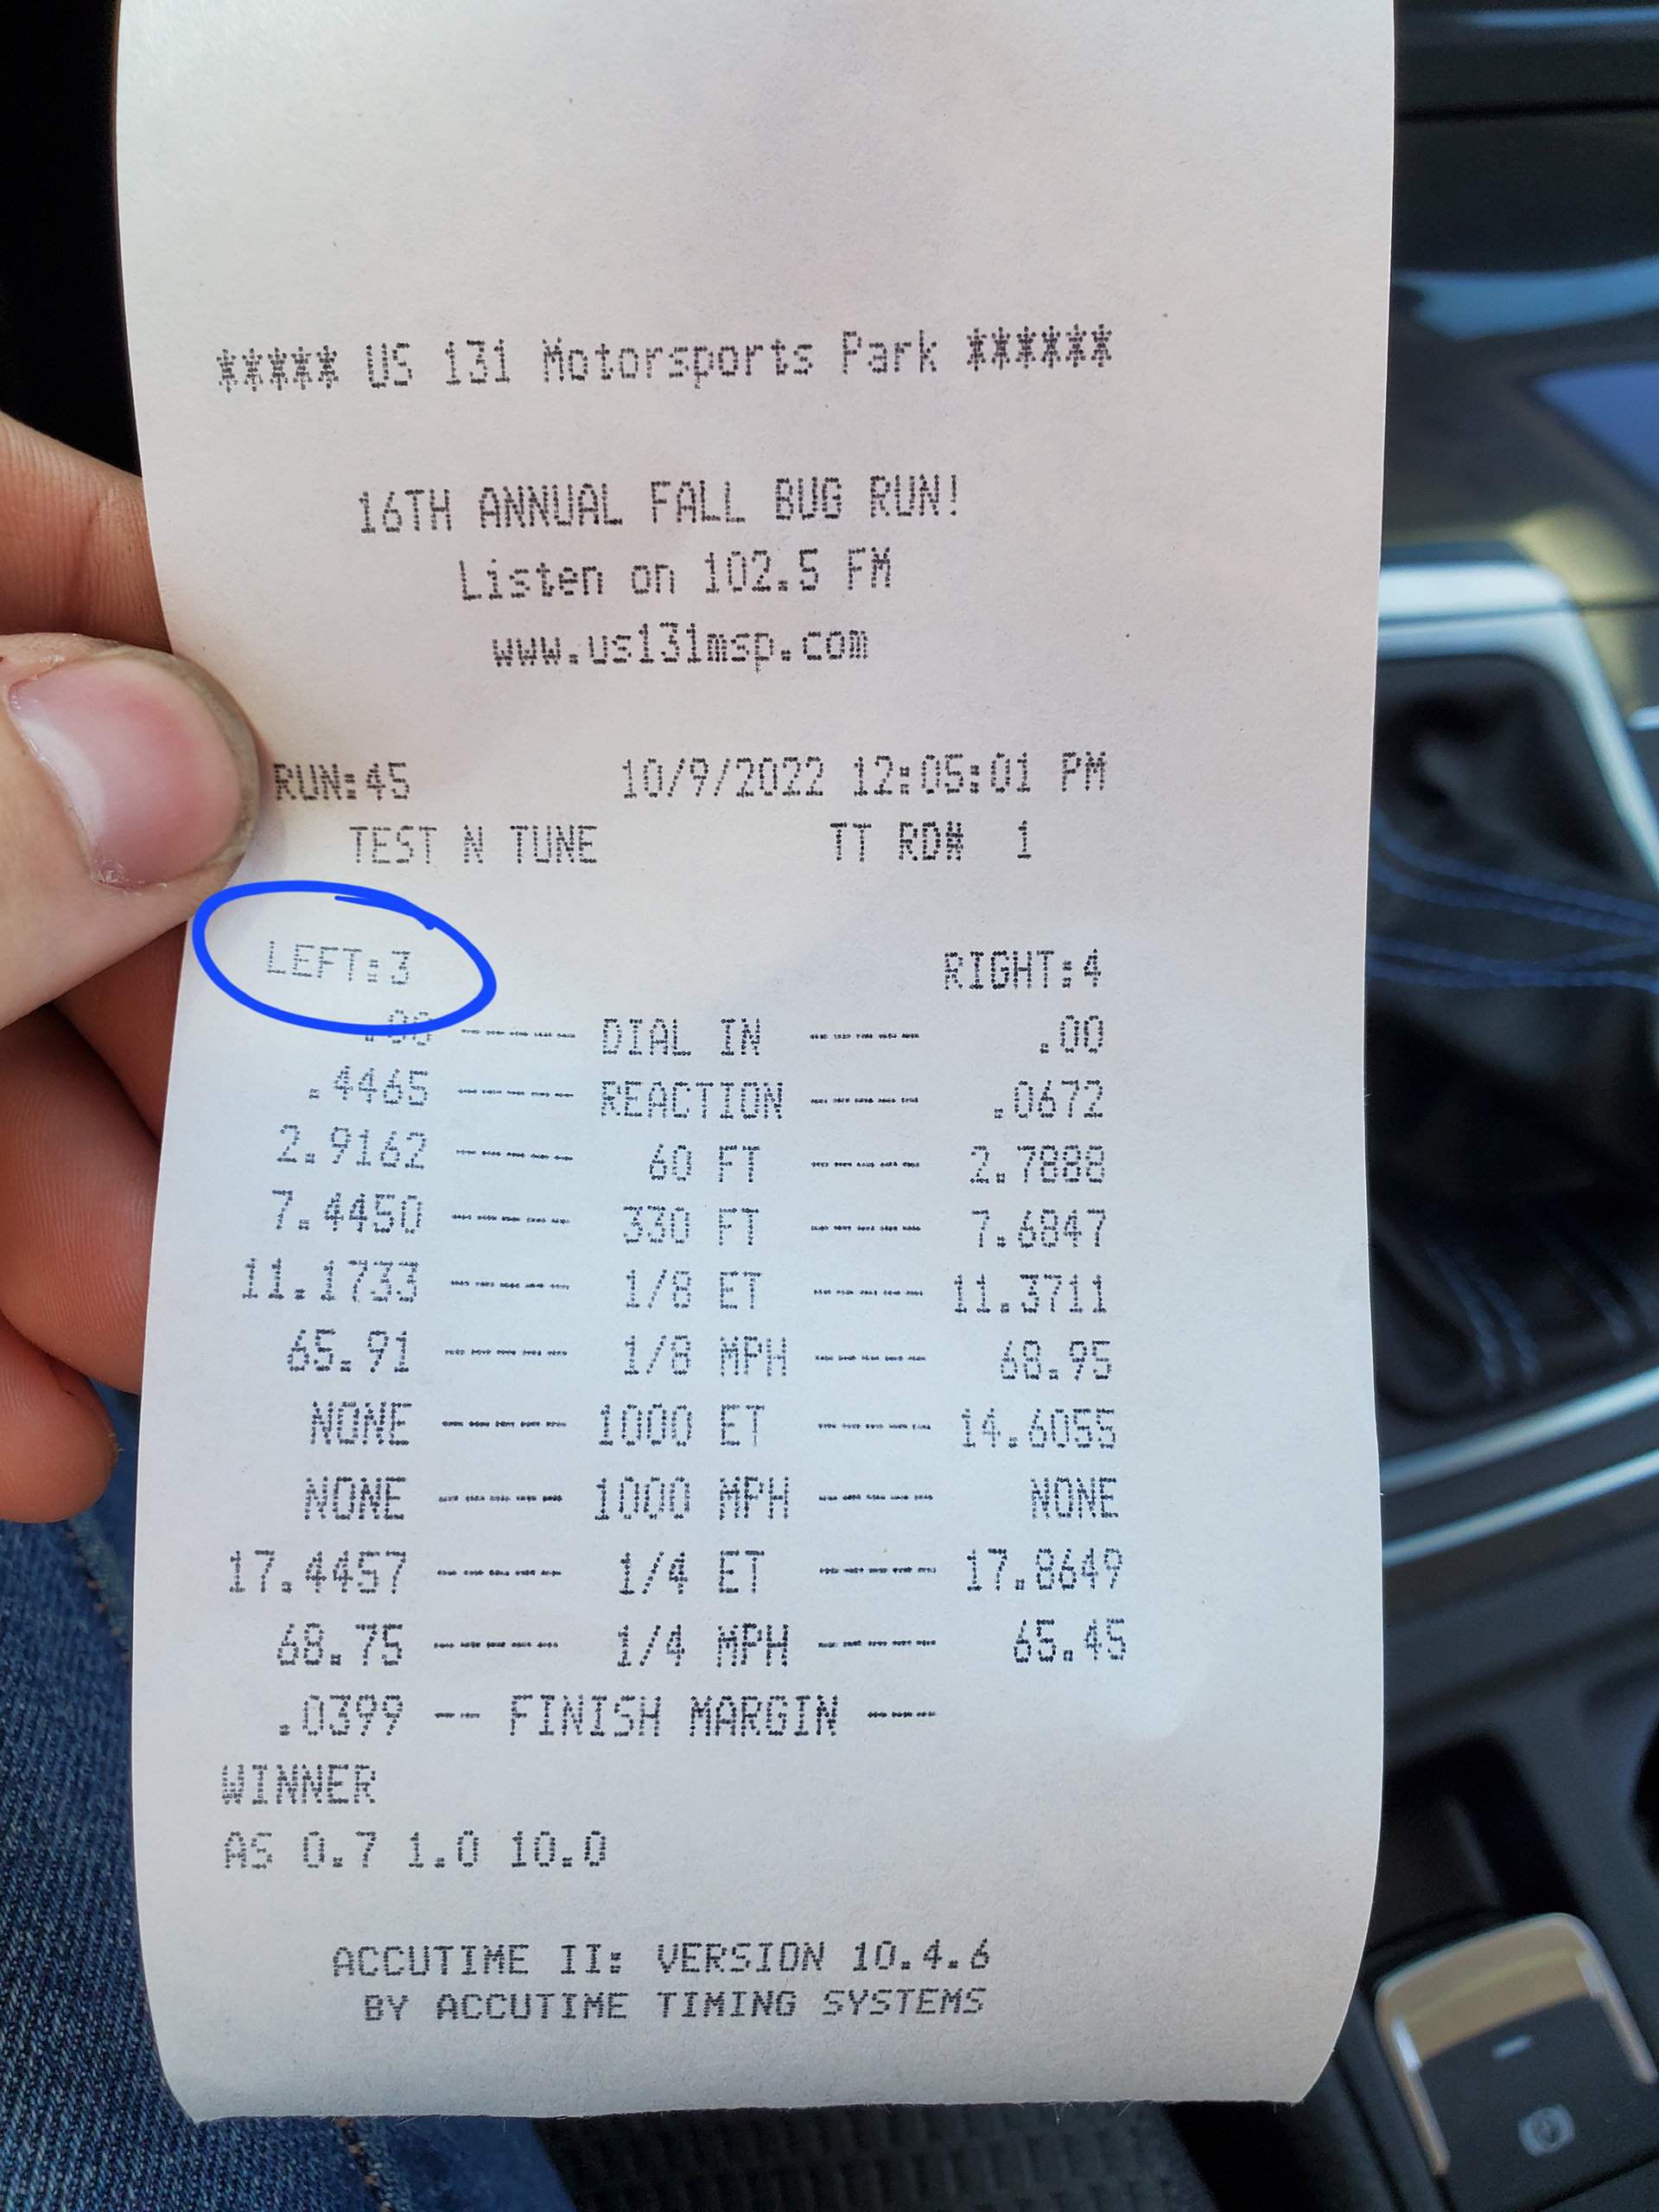 ***** US 131 Motorsports Park ******
16TH ANNUAL FALL BUG RUN!
Listen on 102.5 FM
www.us131msp.com
RUN:45 10/9/2022 12:05:01 PM
TEST N TUNE TT RD# 1
LEFT:3 RIGHT:4
.00 ----- DIAL IN ----- .00
.4465 ----- REACTION ----- .0672
2.9162 ----- 60 FT ----- 2.7888
7.4450 ----- 330 FT ----- 7.6847
11.1733 ----- 1/8 ET ----- 11.3711
65.91 ----- 1/8 MPH ----- 68.95
NONE ----- 1000 ET ----- 14.6055
NONE ----- 1000 MPH ----- NONE
17.4457 ----- 1/4 ET ----- 17.8649
68.75 ----- 1/4 MPH ----- 65.45
.0399 -- FINISH MARGIN ---
WINNER
AS 0.7 1.0 10.0
ACCUTIME II: VERSION 10.4.6
BY ACCUTIME TIMING SYSTEMS